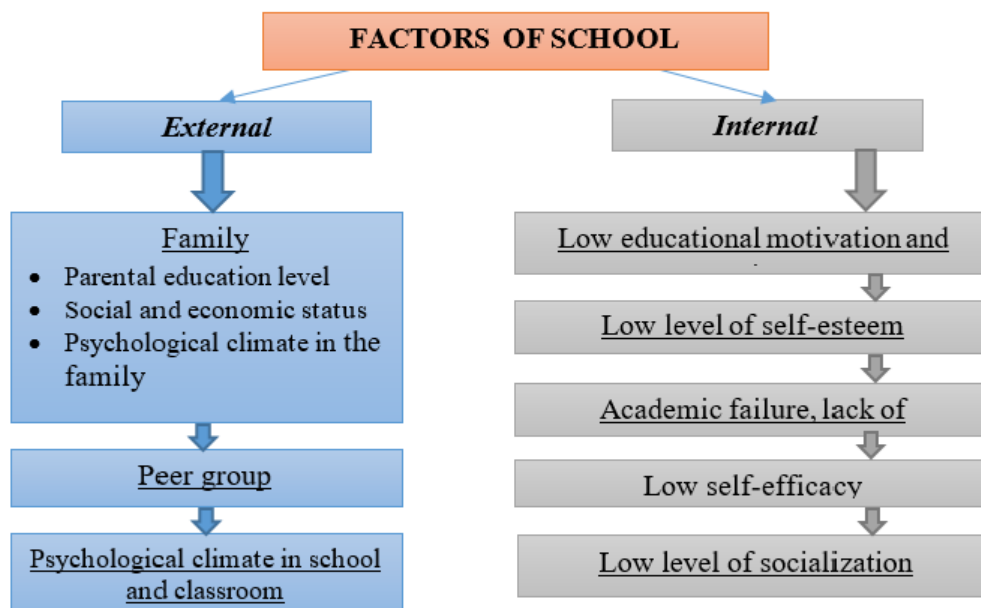 FACTORS OF SCHOOL
External
Family
• Parental education level
• Social and economic status
• Psychological climate in the
family
Peer group
Psychological climate in school
and classroom
Internal
Low educational motivation and
Low level of self-esteem
Academic failure, lack of
Low self-efficacy
Low level of socialization